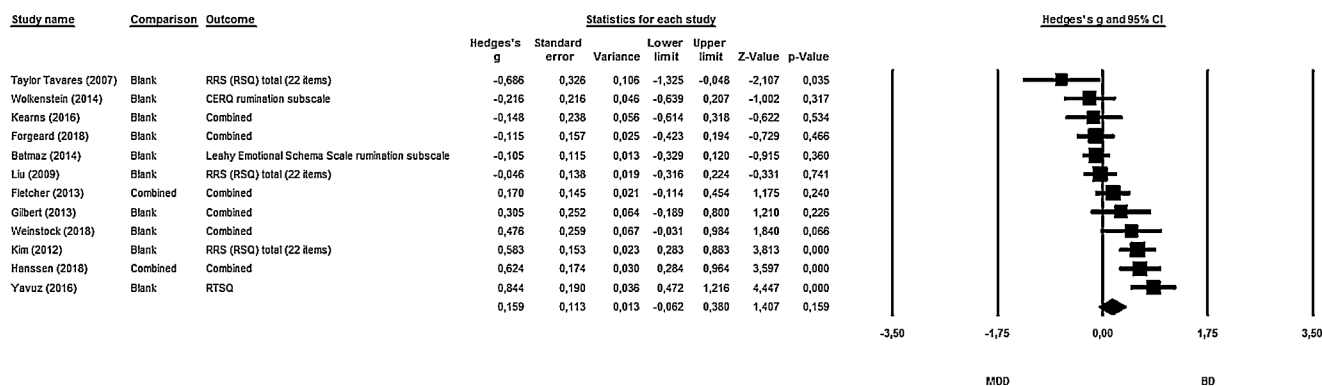 Study name Comparison Outcome Statistics for each study Hedges's g and 95% CI
Hedges's g Standard error Variance Lower limit Upper limit Z-Value p-Value
Taylor Tavares (2007) Blank RRS (RSQ) total (22 items) -0,686 0,326 0,106 -1,325 -0,048 -2,107 0,035
Wolkenstein (2014) Blank CERQ rumination subscale -0,216 0,216 0,046 -0,639 0,207 -1,002 0,317
Kearns (2016) Blank Combined -0,148 0,238 0,056 -0,614 0,318 -0,622 0,534
Forgeard (2018) Blank Combined -0,115 0,157 0,025 -0,423 0,194 -0,729 0,466
Batmaz (2014) Blank Leahy Emotional Schema Scale rumination subscale -0,105 0,115 0,013 -0,329 0,120 -0,915 0,360
Liu (2009) Blank RRS (RSQ) total (22 items) -0,046 0,138 0,019 -0,316 0,224 -0,331 0,741
Fletcher (2013) Combined Combined 0,170 0,145 0,021 -0,114 0,454 1,175 0,240
Gilbert (2013) Blank Combined 0,305 0,252 0,064 -0,189 0,800 1,210 0,226
Weinstock (2018) Blank Combined 0,476 0,259 0,067 -0,031 0,984 1,840 0,066
Kim (2012) Blank RRS (RSQ) total (22 items) 0,583 0,153 0,023 0,283 0,883 3,813 0,000
Hanssen (2018) Combined Combined 0,624 0,174 0,030 0,284 0,964 3,597 0,000
Yavuz (2016) Blank RTSQ 0,844 0,190 0,036 0,472 1,216 4,447 0,000
0,159 0,113 0,013 -0,062 0,380 1,407 0,159
-3,50 -1,75 0,00 1,75 3,50
MDD BD